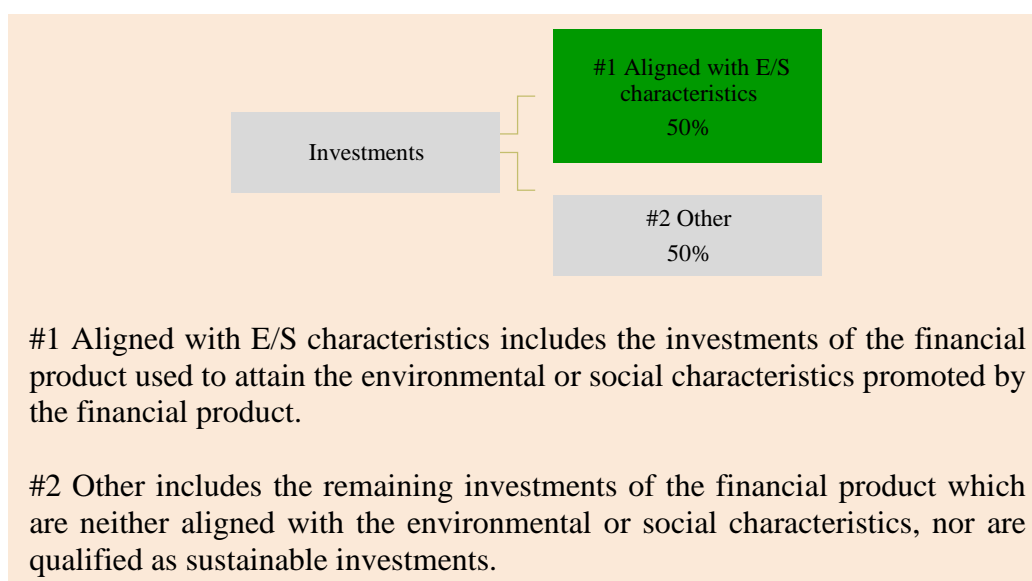 #1 Aligned with E/S
characteristics
50%
Investments
#2 Other
50%
#1 Aligned with E/S characteristics includes the investments of the financial
product used to attain the environmental or social characteristics promoted by
the financial product.
#2 Other includes the remaining investments of the financial product which
are neither aligned with the environmental or social characteristics, nor are
qualified as sustainable investments.